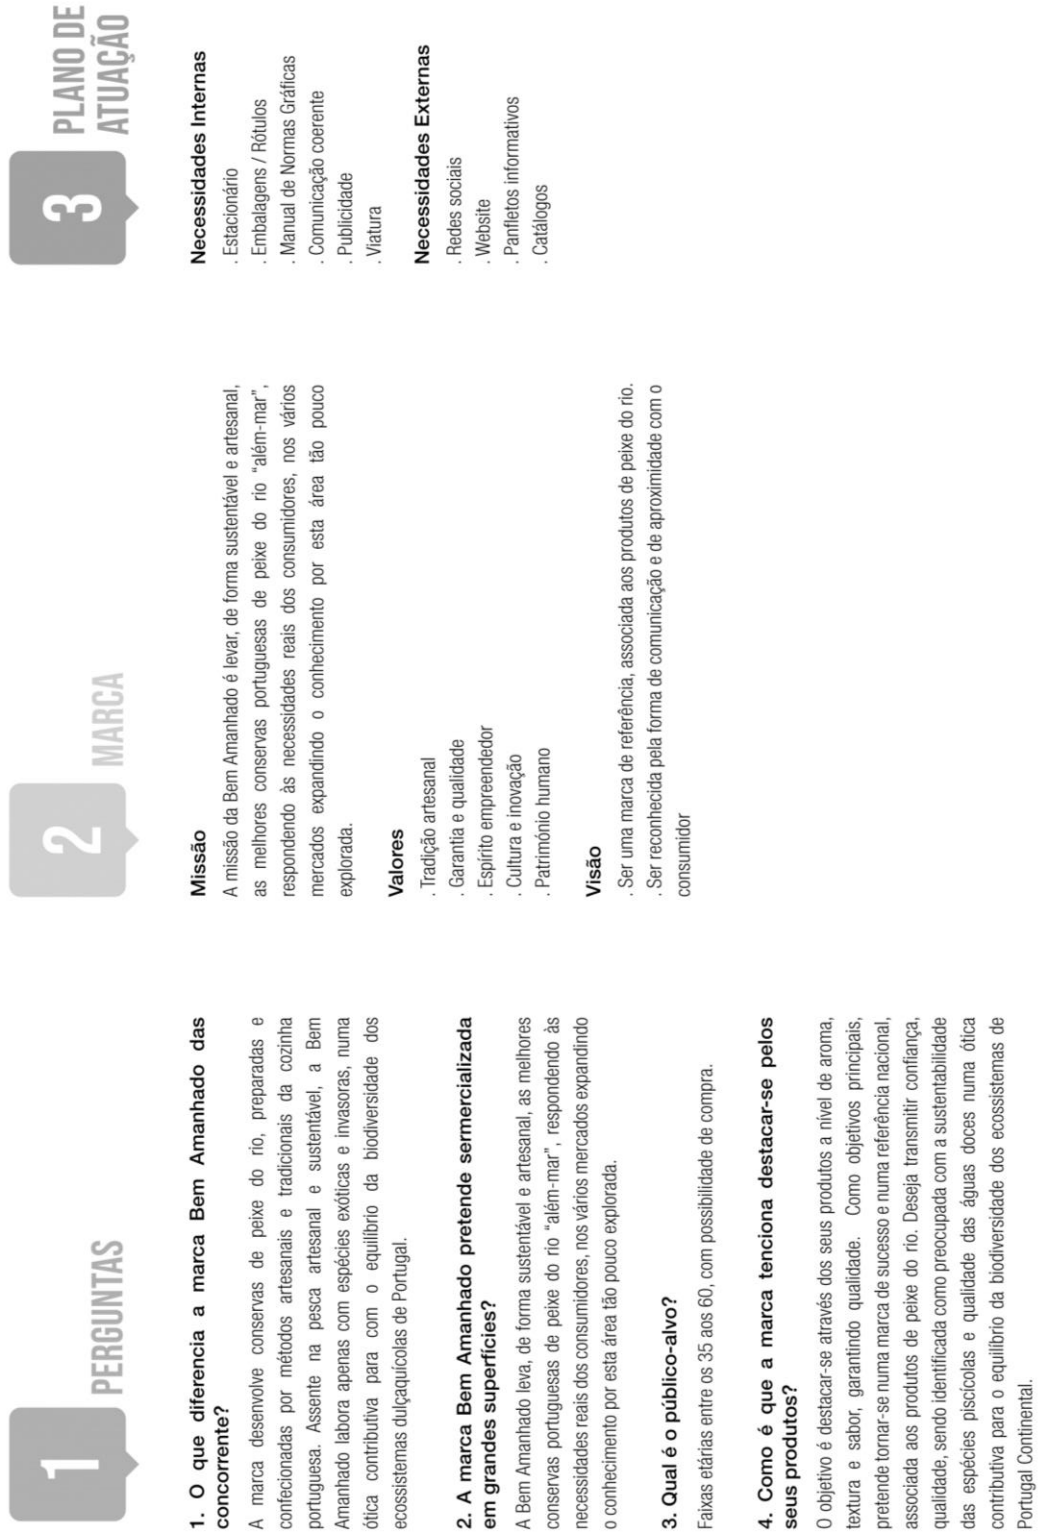 1
PERGUNTAS
1. O que diferencia a marca Bem Amanhado das
concorrente?
A marca desenvolve conservas de peixe do rio, preparadas e
confecionadas por métodos artesanais e tradicionais da cozinha
portuguesa. Assente na pesca artesanal e sustentável, a Bem
Amanhado labora apenas com espécies exóticas e invasoras, numa
ótica contributiva para com o equilíbrio da biodiversidade dos
ecossistemas dulçaquícolas de Portugal.
2. A marca Bem Amanhado pretende sermercializada
em grandes superfícies?
A Bem Amanhado leva, de forma sustentável e artesanal, as melhores
conservas portuguesas de peixe do rio "além-mar", respondendo às
necessidades reais dos consumidores, nos vários mercados expandindo
o conhecimento por esta área tão pouco explorada.
3. Qual é o público-alvo?
Faixas etárias entre os 35 aos 60, com possibilidade de compra.
4. Como é que a marca tenciona destacar-se pelos
seus produtos?
O objetivo é destacar-se através dos seus produtos a nível de aroma,
textura e sabor, garantindo qualidade. Como objetivos principais,
pretende tornar-se numa marca de sucesso e numa referência nacional,
associada aos produtos de peixe do rio. Deseja transmitir confiança,
qualidade, sendo identificada como preocupada com a sustentabilidade
das espécies piscícolas e qualidade das águas doces numa ótica
contributiva para o equilíbrio da biodiversidade dos ecossistemas de
Portugal Continental.
2
MARCA
Missão
A missão da Bem Amanhado é levar, de forma sustentável e artesanal,
as melhores conservas portuguesas de peixe do rio "além-mar",
respondendo às necessidades reais dos consumidores, nos vários
mercados expandindo o conhecimento por esta área tão pouco
explorada.
Valores
. Tradição artesanal
. Garantia e qualidade
. Espírito empreendedor
. Cultura e inovação
. Património humano
Visão
. Ser uma marca de referência, associada aos produtos de peixe do rio.
. Ser reconhecida pela forma de comunicação e de aproximidade com o
consumidor
3
PLANO DE
ATUAÇÃO
Necessidades Internas
. Estacionário
. Embalagens / Rótulos
. Manual de Normas Gráficas
. Comunicação coerente
. Publicidade
. Viatura
Necessidades Externas
. Redes sociais
. Website
. Panfletos informativos
. Catálogos